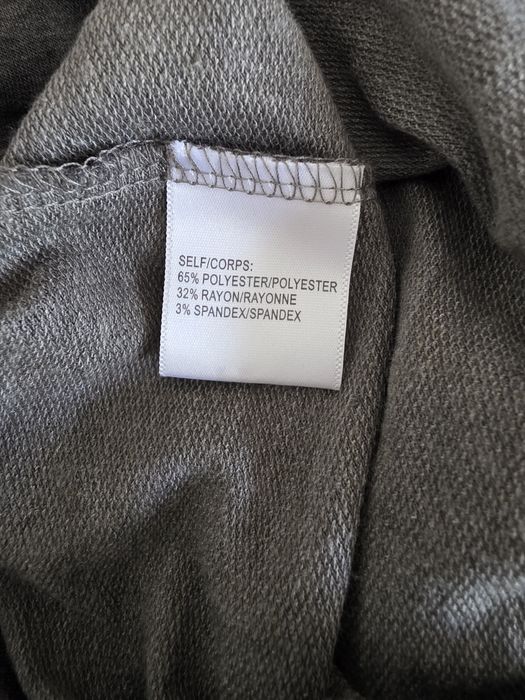 SELF/CORPS:
65% POLYESTER/POLYESTER
32% RAYON/RAYONNE
3% SPANDEX/SPANDEX